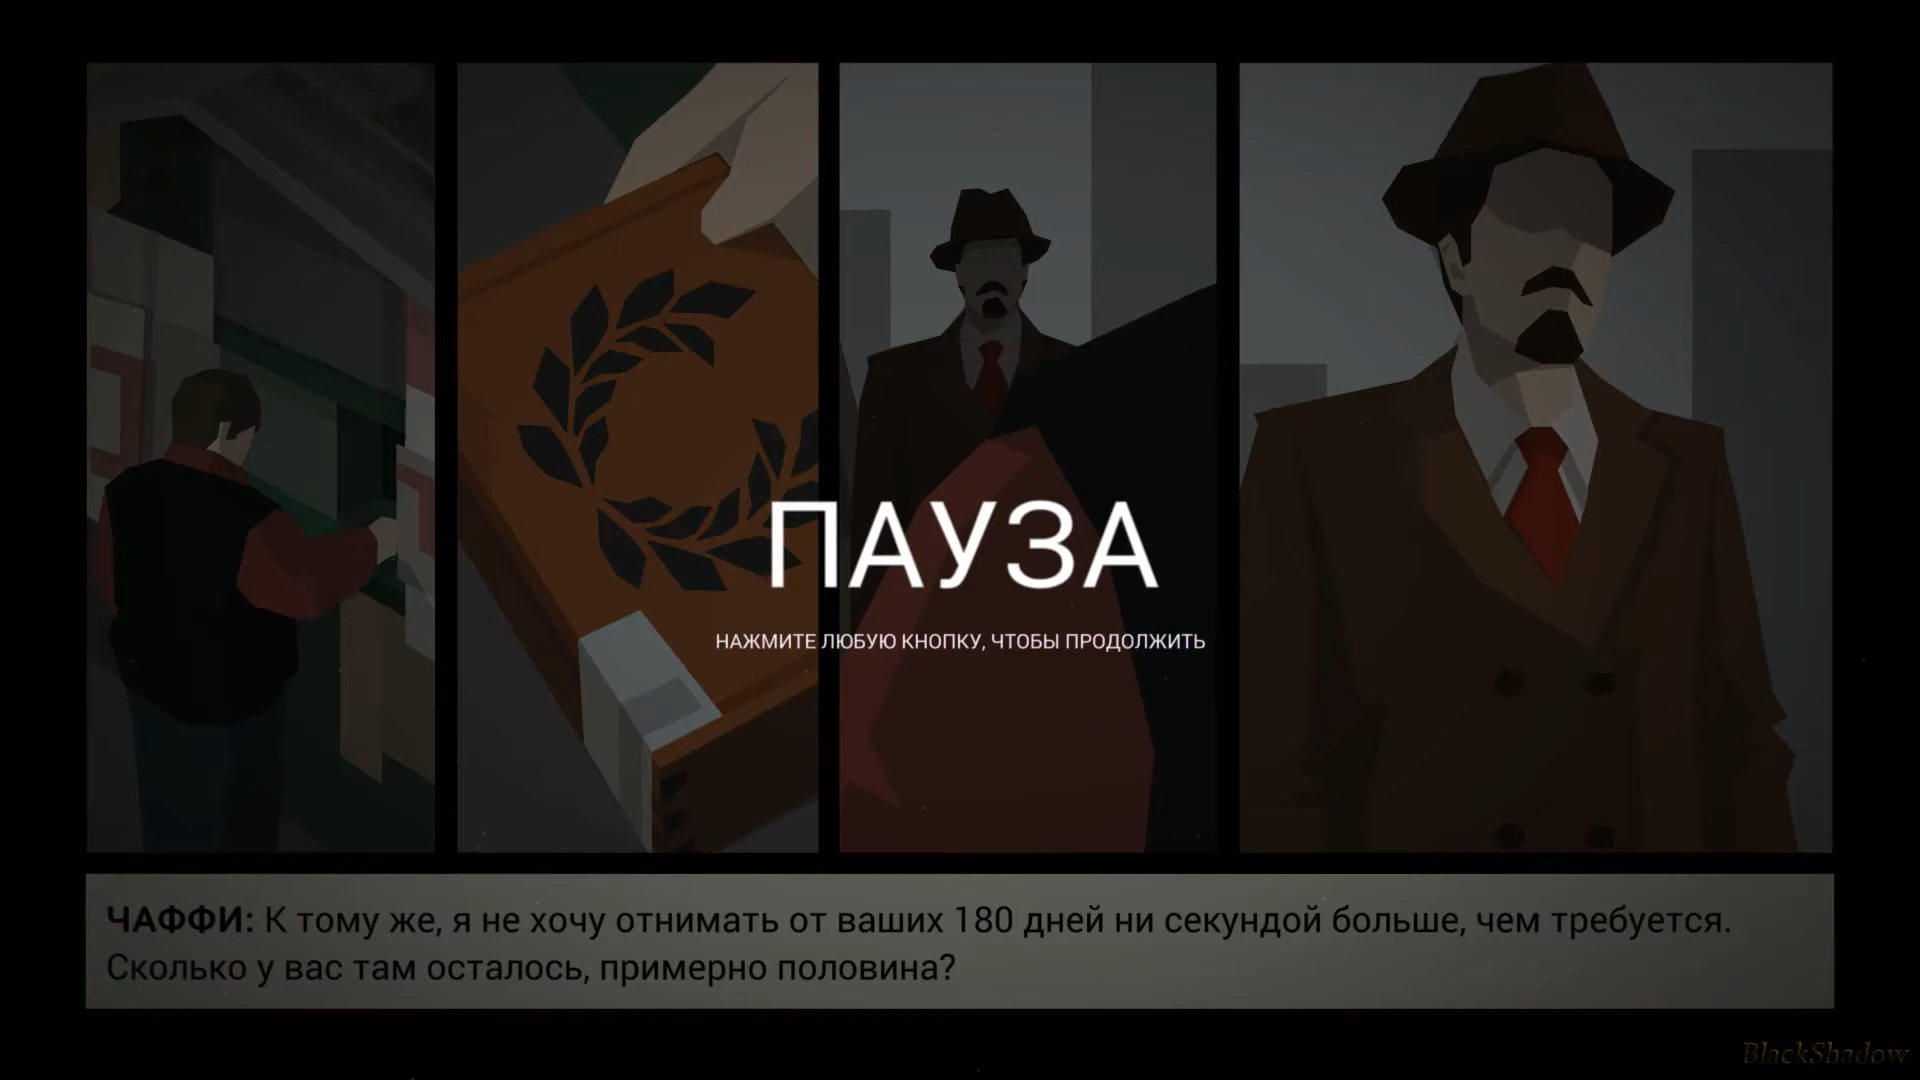 ПАУЗА
НАЖМИТЕ ЛЮБУЮ КНОПКУ, ЧТОБЫ ПРОДОЛЖИТЬ
ЧАФФИ: К тому же, я не хочу отнимать от ваших 180 дней ни секундой больше, чем требуется.
Сколько у вас там осталось, примерно половина?
BlackShadow